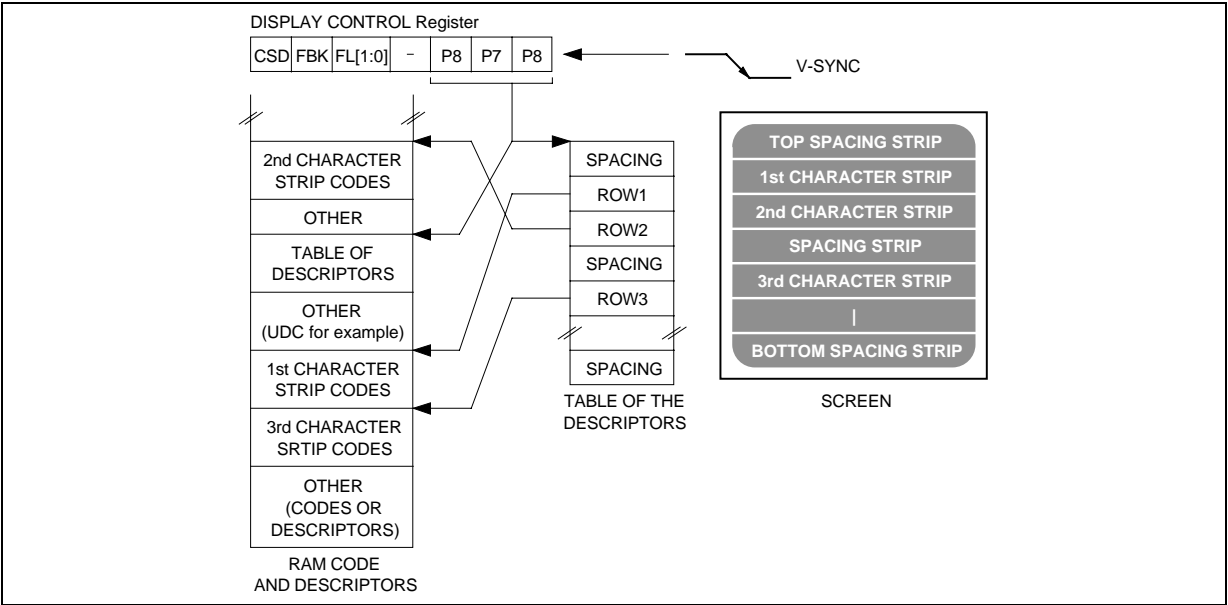 DISPLAY CONTROL Register
CSD FBK FL[1:0] - P8 P7 P8
V-SYNC
2nd CHARACTER
STRIP CODES
OTHER
TABLE OF
DESCRIPTORS
OTHER
(UDC for example)
1st CHARACTER
STRIP CODES
3rd CHARACTER
SRTIP CODES
OTHER
(CODES OR
DESCRIPTORS)
RAM CODE
AND DESCRIPTORS
SPACING
ROW1
ROW2
SPACING
ROW3
SPACING
TABLE OF THE
DESCRIPTORS
TOP SPACING STRIP
1st CHARACTER STRIP
2nd CHARACTER STRIP
SPACING STRIP
3rd CHARACTER STRIP
|
BOTTOM SPACING STRIP
SCREEN